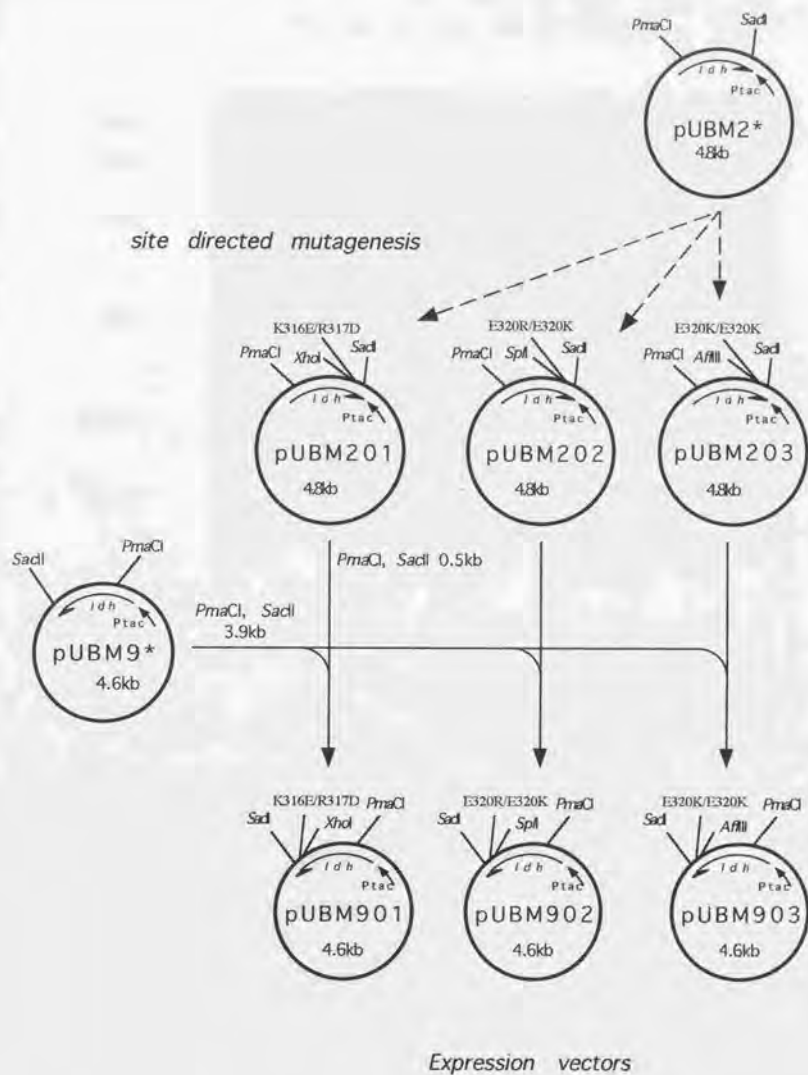 PmaCI SacII
ldh
Ptac
pUBM2*
4.8kb
site directed mutagenesis
K316E/R317D
PmaCI XhoI SacII
ldh
Ptac
pUBM201
4.8kb
E320R/E320K
PmaCI SplI SacII
ldh
Ptac
pUBM202
4.8kb
E320K/E320K
PmaCI AflIII SacII
ldh
Ptac
pUBM203
4.8kb
PmaCI, SacII 0.5kb
SacII PmaCI
ldh
Ptac
pUBM9*
4.6kb
PmaCI, SacII
3.9kb
K316E/R317D PmaCI
SacII XhoI
ldh
Ptac
pUBM901
4.6kb
E320R/E320K PmaCI
SacII SplI
ldh
Ptac
pUBM902
4.6kb
E320K/E320K PmaCI
SacII AflIII
ldh
Ptac
pUBM903
4.6kb
Expression vectors